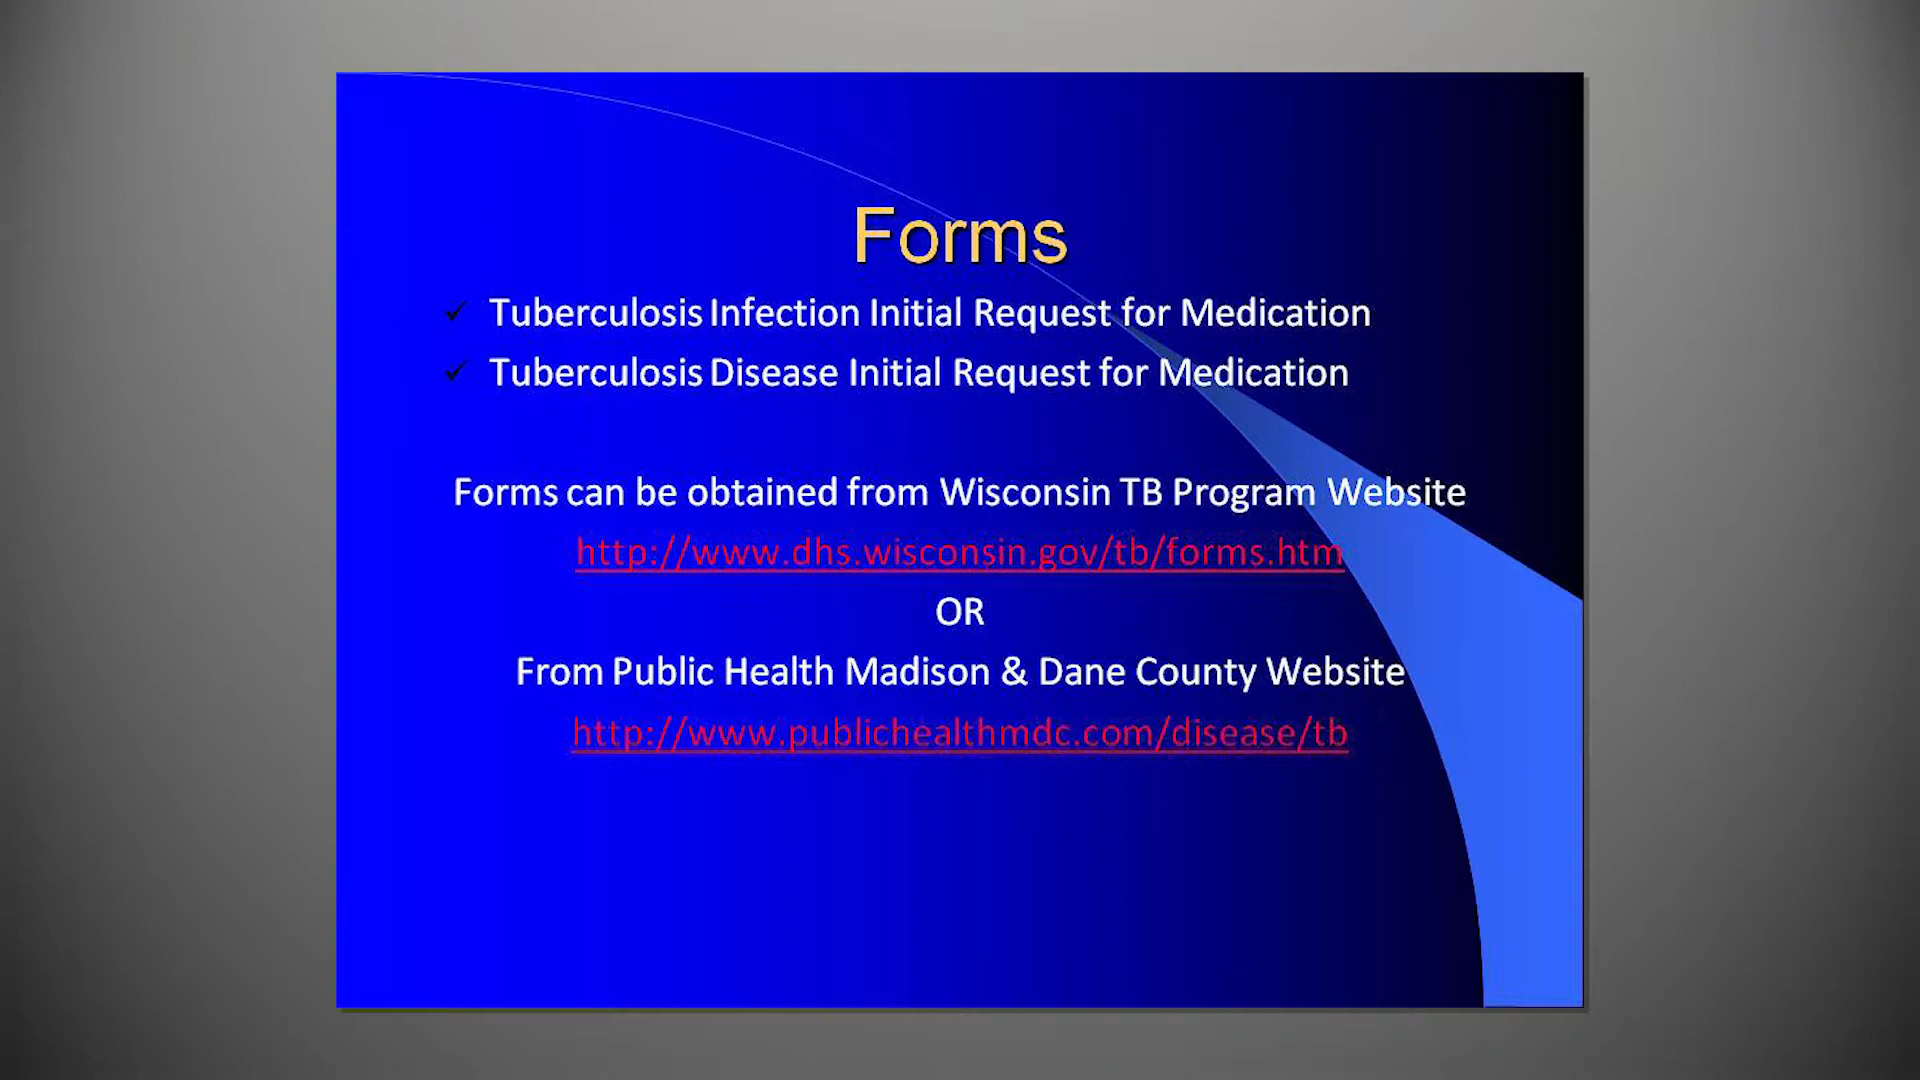 Forms
✓ Tuberculosis Infection Initial Request for Medication
✓ Tuberculosis Disease Initial Request for Medication
Forms can be obtained from Wisconsin TB Program Website
http://www.dhs.wisconsin.gov/tb/forms.htm
OR
From Public Health Madison & Dane County Website
http://www.publichealthmdc.com/disease/tb